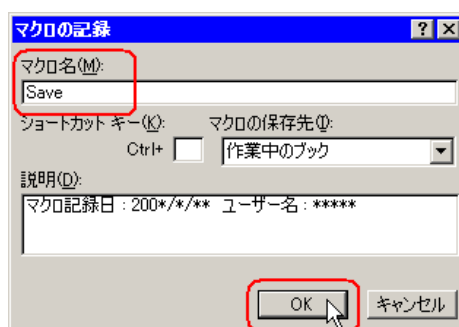 マクロの記録
マクロ名(M):
Save
ショートカット キー(K): マクロの保存先(I):
Ctrl+ 作業中のブック
説明(D):
マクロ記録日：200*/*/** ユーザー名：*****
OK キャンセル